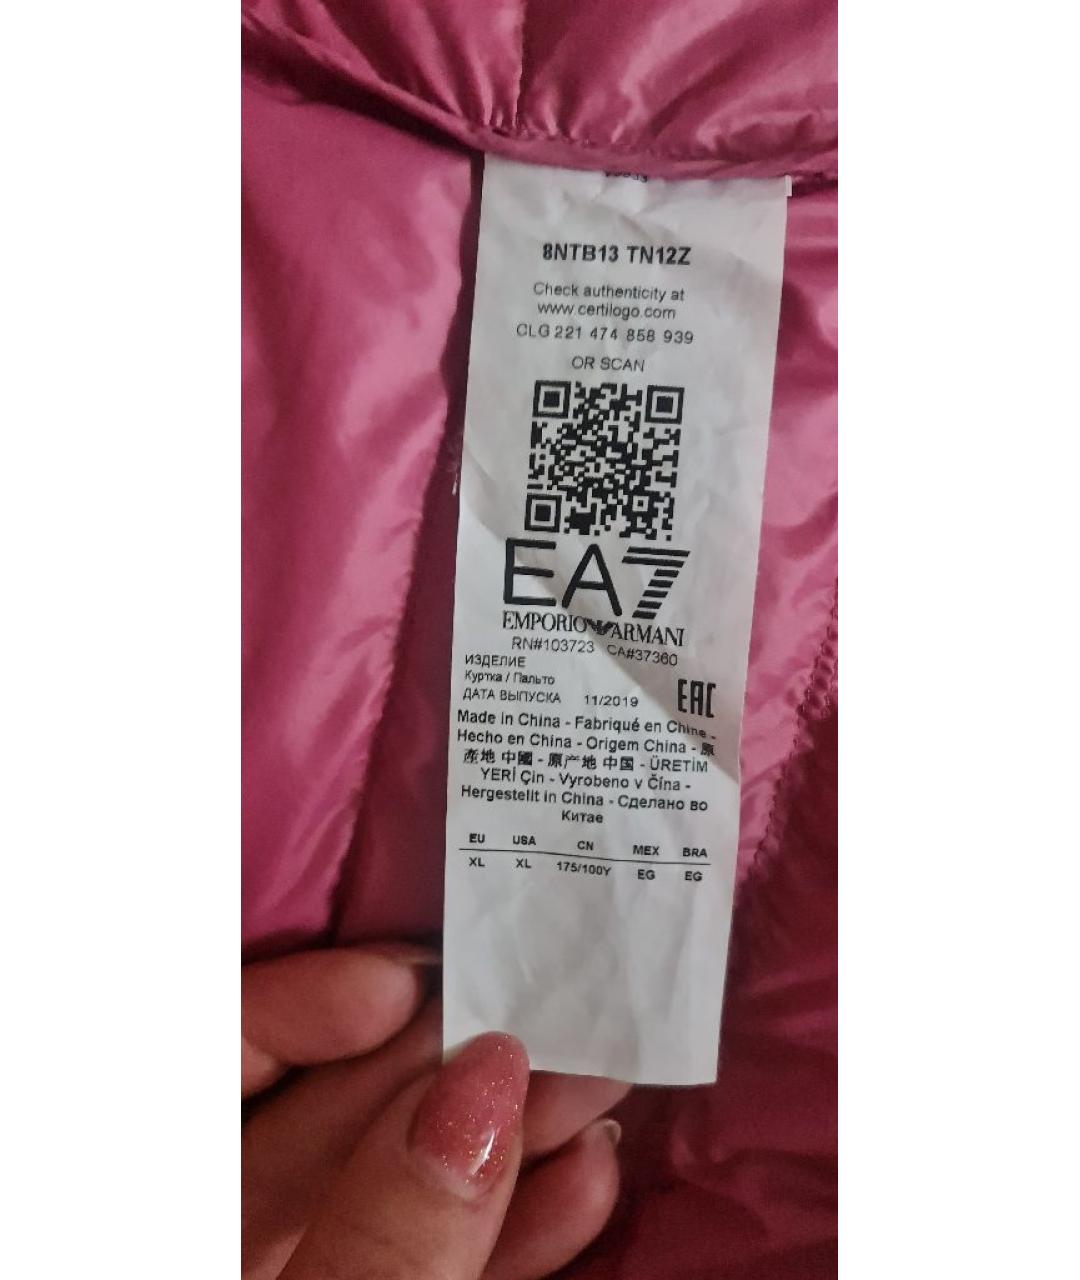 8NTB13 TN12Z
Check authenticity at
www.certilogo.com
CLG 221 474 858 939
OR SCAN
EA7
EMPORIO ARMANI
RN#103723 CA#37360
ИЗДЕЛИЕ
Куртка / Пальто
ДАТА ВЫПУСКА 11/2019 EAC
Made in China - Fabriqué en Chine -
Hecho en China - Origem China - 原
產地 中國 - 原产地 中国 - ÜRETİM
YERİ Çin - Vyrobeno v Čína -
Hergestellt in China - Сделано во
Китае
EU USA CN MEX BRA
XL XL 175/100Y EG EG